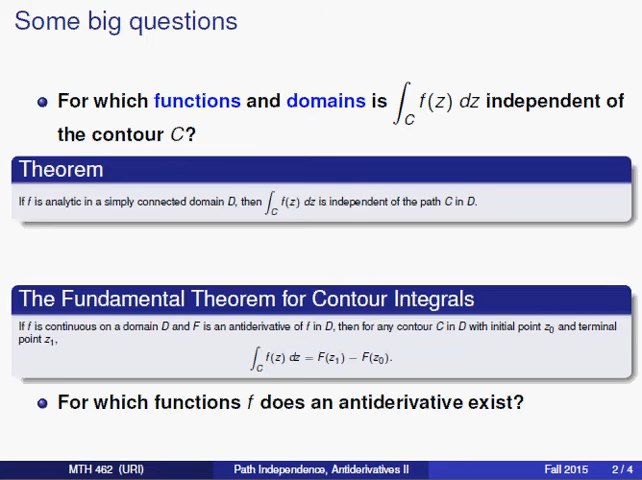 Some big questions
For which functions and domains is ∫_C f(z) dz independent of
the contour C?
Theorem
If f is analytic in a simply connected domain D, then ∫_C f(z) dz is independent of the path C in D.
The Fundamental Theorem for Contour Integrals
If f is continuous on a domain D and F is an antiderivative of f in D, then for any contour C in D with initial point z₀ and terminal
point z₁,
∫_C f(z) dz = F(z₁) − F(z₀).
For which functions f does an antiderivative exist?
MTH 462 (URI) Path Independence, Antiderivatives II Fall 2015 2 / 4